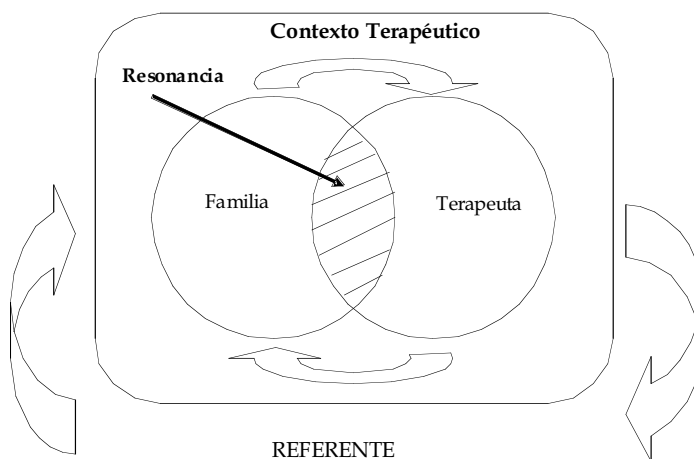 Contexto Terapéutico
Resonancia
Familia
Terapeuta
REFERENTE